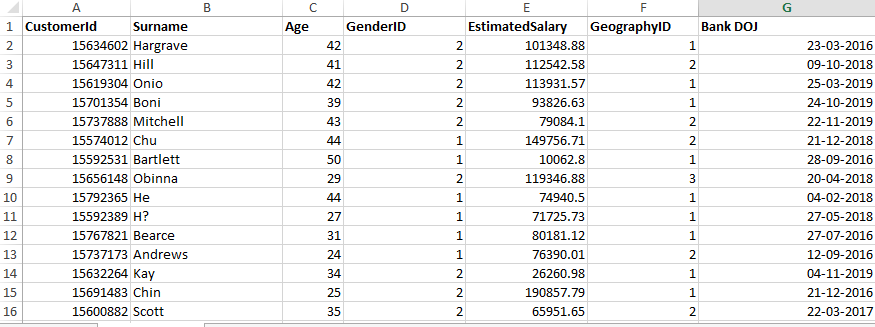 A B C D E F G
1 CustomerId Surname Age GenderID EstimatedSalary GeographyID Bank DOJ
2 15634602 Hargrave 42 2 101348.88 1 23-03-2016
3 15647311 Hill 41 2 112542.58 2 09-10-2018
4 15619304 Onio 42 2 113931.57 1 25-03-2019
5 15701354 Boni 39 2 93826.63 1 24-10-2019
6 15737888 Mitchell 43 2 79084.1 2 22-11-2019
7 15574012 Chu 44 1 149756.71 2 21-12-2018
8 15592531 Bartlett 50 1 10062.8 1 28-09-2016
9 15656148 Obinna 29 2 119346.88 3 20-04-2018
10 15792365 He 44 1 74940.5 1 04-02-2018
11 15592389 H? 27 1 71725.73 1 27-05-2018
12 15767821 Bearce 31 1 80181.12 1 27-07-2016
13 15737173 Andrews 24 1 76390.01 2 12-09-2016
14 15632264 Kay 34 2 26260.98 1 04-11-2019
15 15691483 Chin 25 2 190857.79 1 21-12-2016
16 15600882 Scott 35 2 65951.65 2 22-03-2017